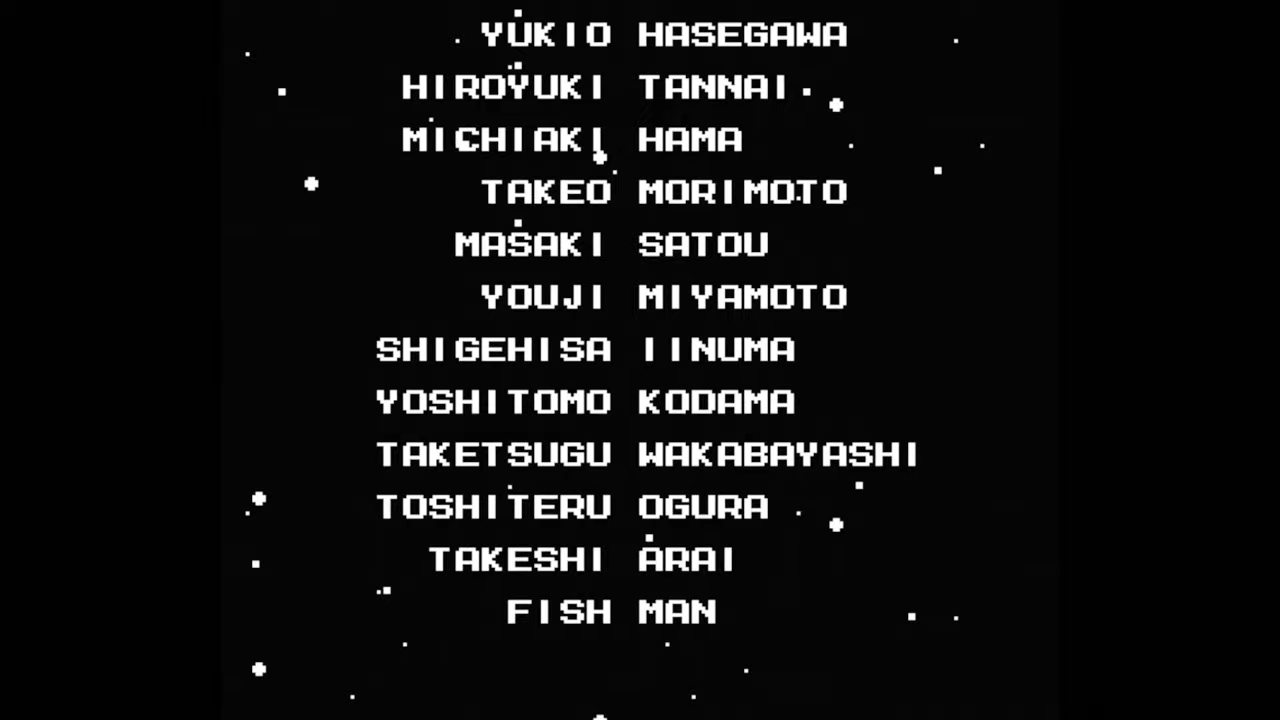 YUKIO HASEGAWA
HIROYUKI TANNAI
MICHIAKI HAMA
TAKEO MORIMOTO
MASAKI SATOU
YOUJI MIYAMOTO
SHIGEHISA IINUMA
YOSHITOMO KODAMA
TAKETSUGU WAKABAYASHI
TOSHITERU OGURA
TAKESHI ARAI
FISH MAN